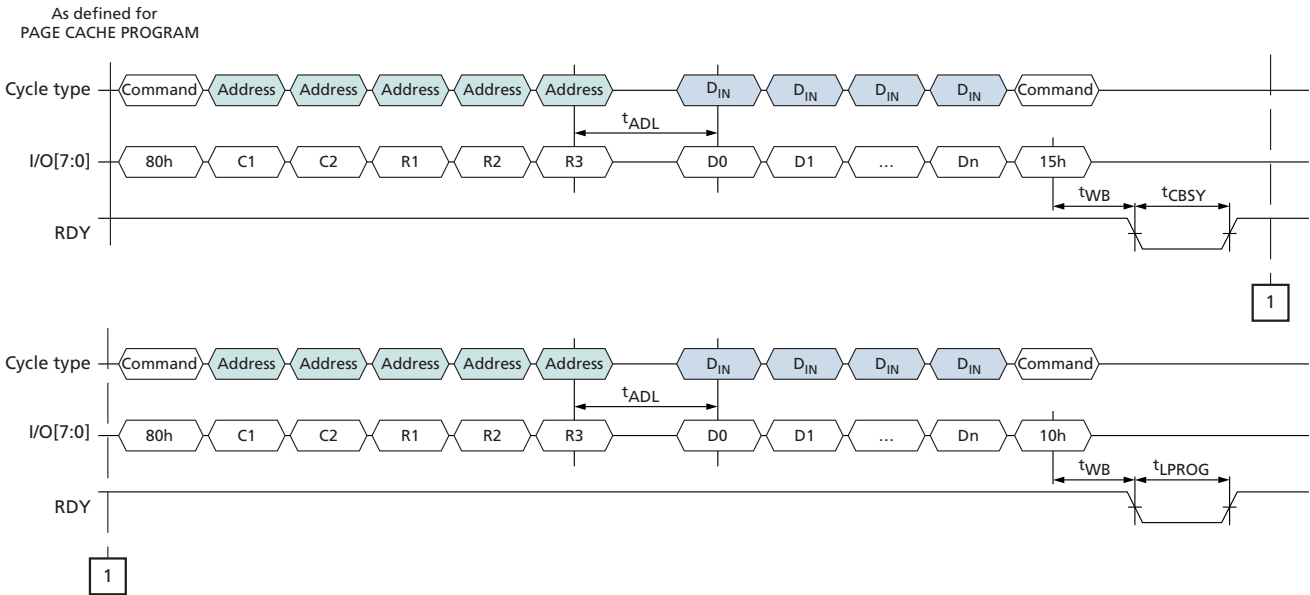 As defined for
PAGE CACHE PROGRAM
Cycle type Command Address Address Address Address Address DIN DIN DIN DIN Command
tADL
I/O[7:0] 80h C1 C2 R1 R2 R3 D0 D1 … Dn 15h
tWB tCBSY
RDY
1
Cycle type Command Address Address Address Address Address DIN DIN DIN DIN Command
tADL
I/O[7:0] 80h C1 C2 R1 R2 R3 D0 D1 … Dn 10h
tWB tLPROG
RDY
1